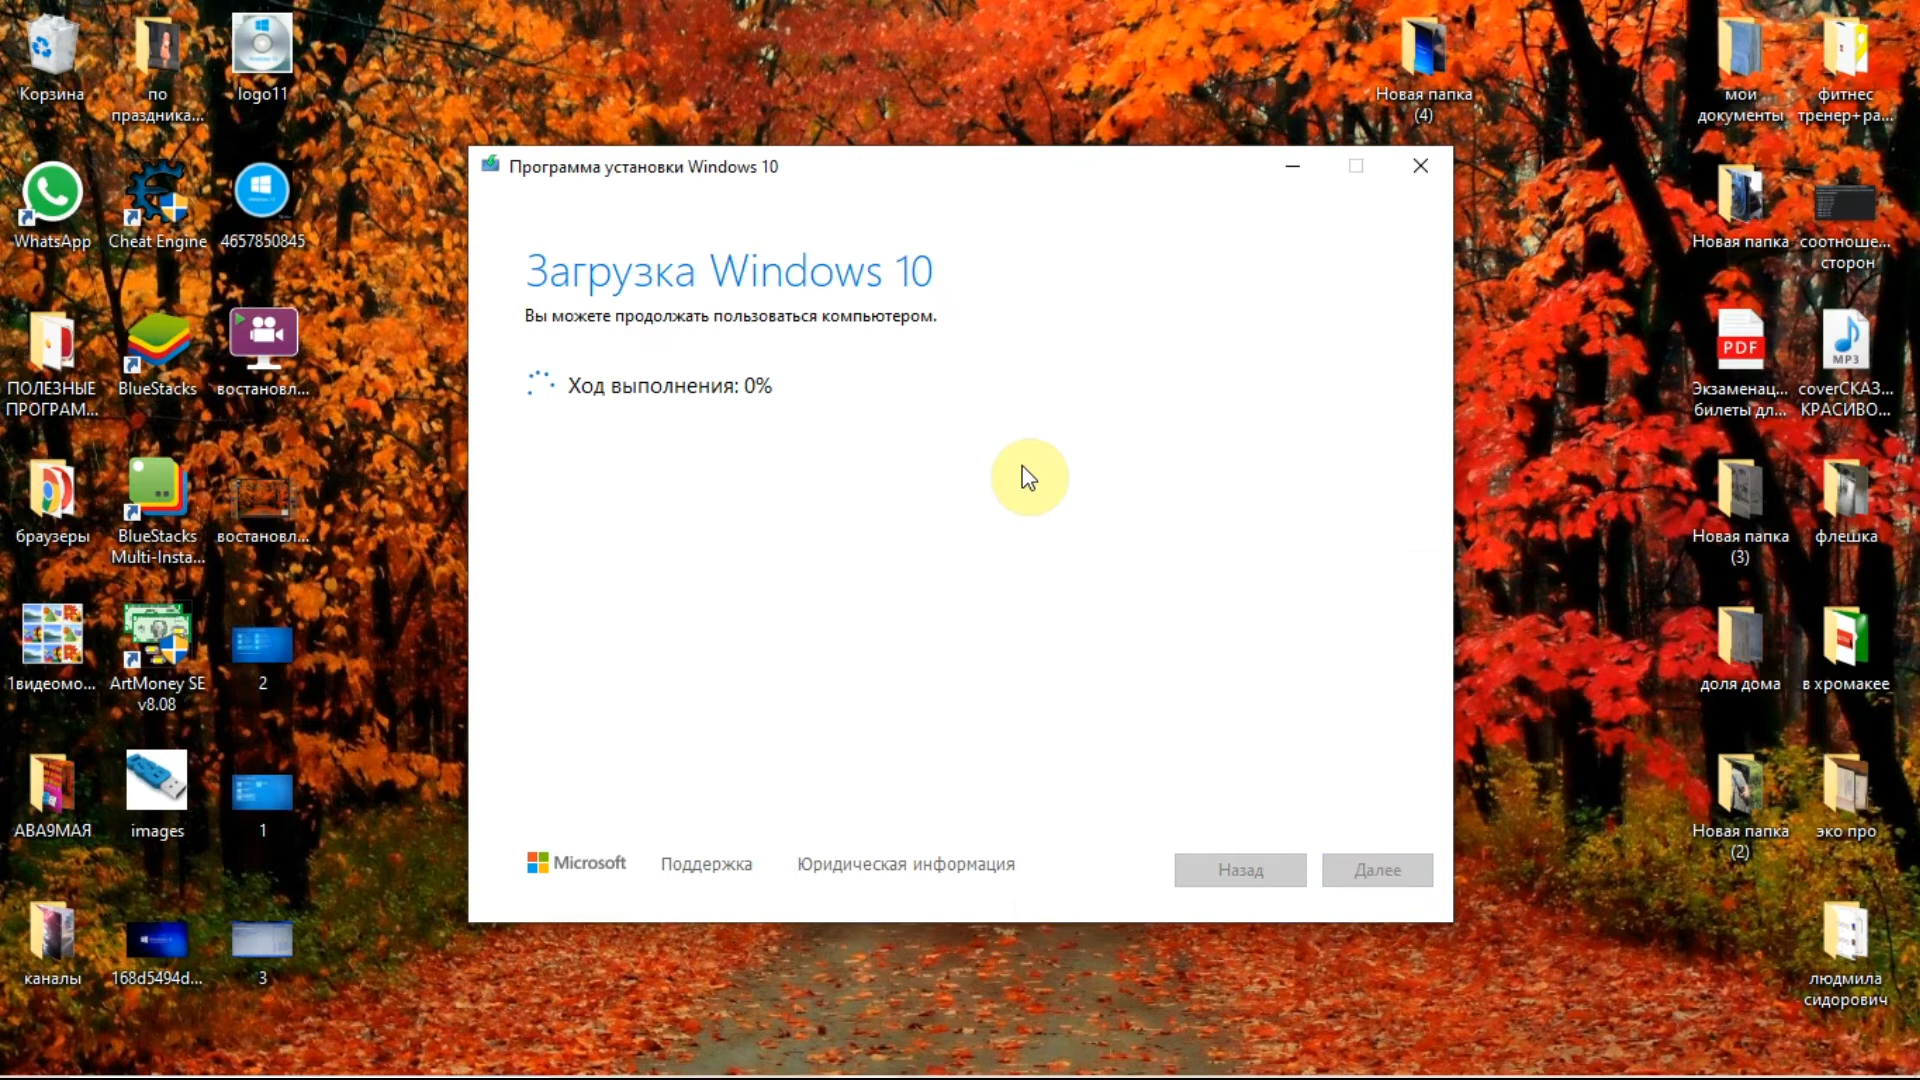 Корзина
по
праздника...
logo11
Новая папка
(4)
мои
документы
фитнес
тренер+ра...
Программа установки Windows 10
WhatsApp
Cheat Engine
4657850845
Новая папка
соотноше...
сторон
Загрузка Windows 10
Вы можете продолжать пользоваться компьютером.
Ход выполнения: 0%
ПОЛЕЗНЫЕ
ПРОГРАМ...
BlueStacks
востановл...
PDF
Экзаменац...
билеты дл...
MP3
coverСКАЗ...
КРАСИВО...
браузеры
BlueStacks
Multi-Insta...
востановл...
Новая папка
(3)
флешка
1видеомо...
ArtMoney SE
v8.08
2
доля дома
в хромакее
АВА9МАЯ
images
1
Новая папка
(2)
эко про
Microsoft
Поддержка
Юридическая информация
Назад
Далее
каналы
168d5494d...
3
людмила
сидорович